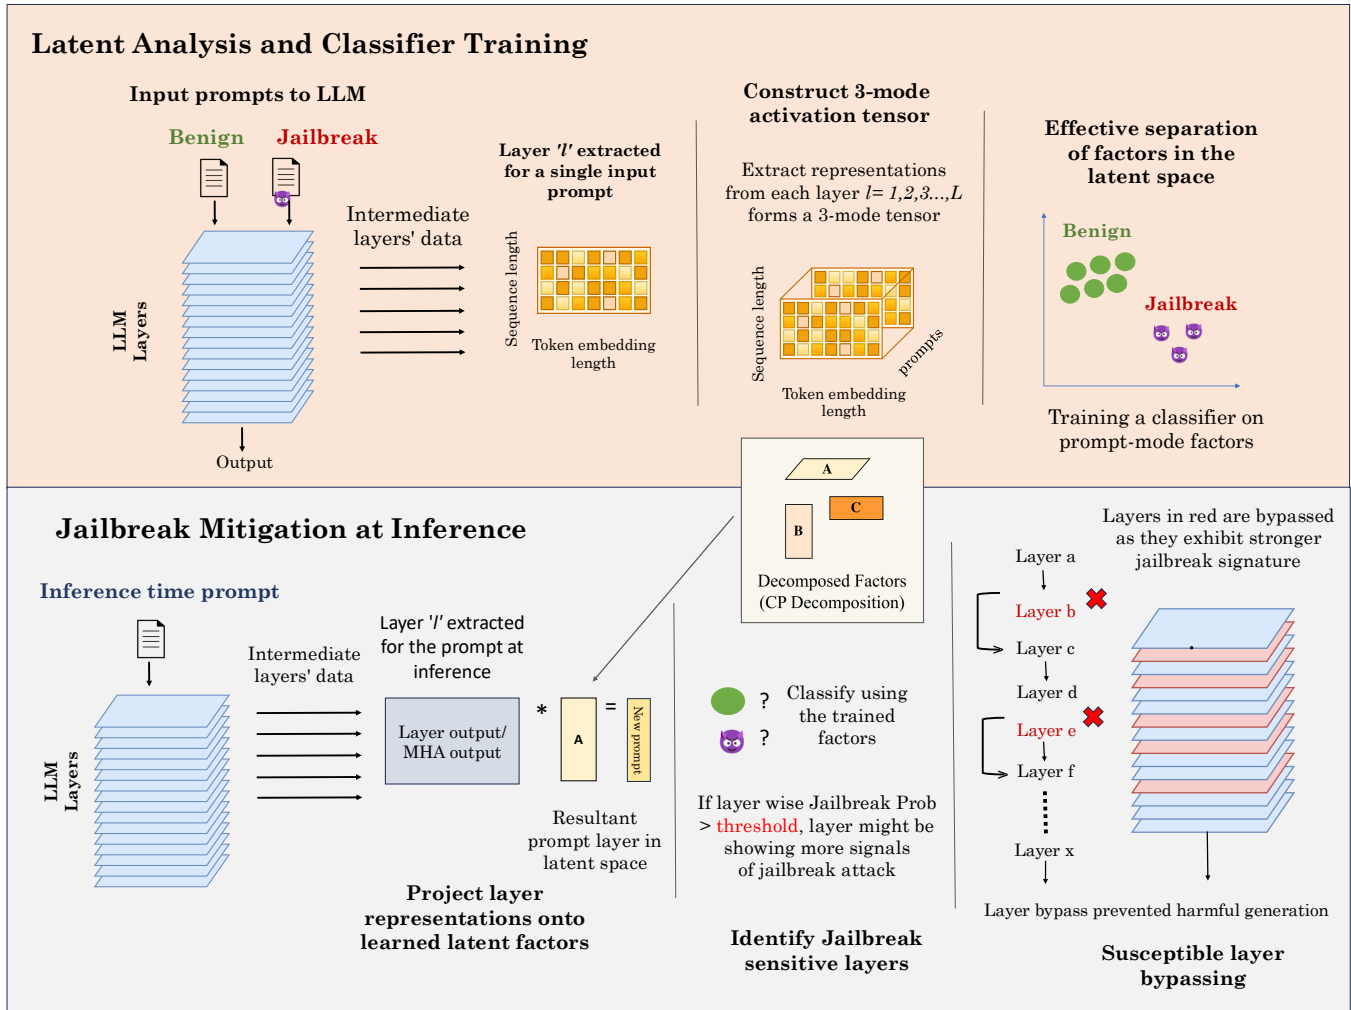 Latent Analysis and Classifier Training
Input prompts to LLM
Benign
Jailbreak
LLM
Layers
Output
Intermediate
layers' data
Layer 'l' extracted
for a single input
prompt
Sequence length
Token embedding
length
Construct 3-mode
activation tensor
Extract representations
from each layer l= 1,2,3...,L
forms a 3-mode tensor
Sequence length
prompts
Token embedding
length
Effective separation
of factors in the
latent space
Benign
Jailbreak
Training a classifier on
prompt-mode factors
A
C
B
Decomposed Factors
(CP Decomposition)
Jailbreak Mitigation at Inference
Inference time prompt
LLM
Layers
Intermediate
layers' data
Layer 'l' extracted
for the prompt at
inference
Layer output/
MHA output
*
A
=
New prompt
Resultant
prompt layer in
latent space
Project layer
representations onto
learned latent factors
?
?
Classify using
the trained
factors
If layer wise Jailbreak Prob
> threshold, layer might be
showing more signals
of jailbreak attack
Identify Jailbreak
sensitive layers
Layers in red are bypassed
as they exhibit stronger
jailbreak signature
Layer a
Layer b
Layer c
Layer d
Layer e
Layer f
Layer x
Layer bypass prevented harmful generation
Susceptible layer
bypassing